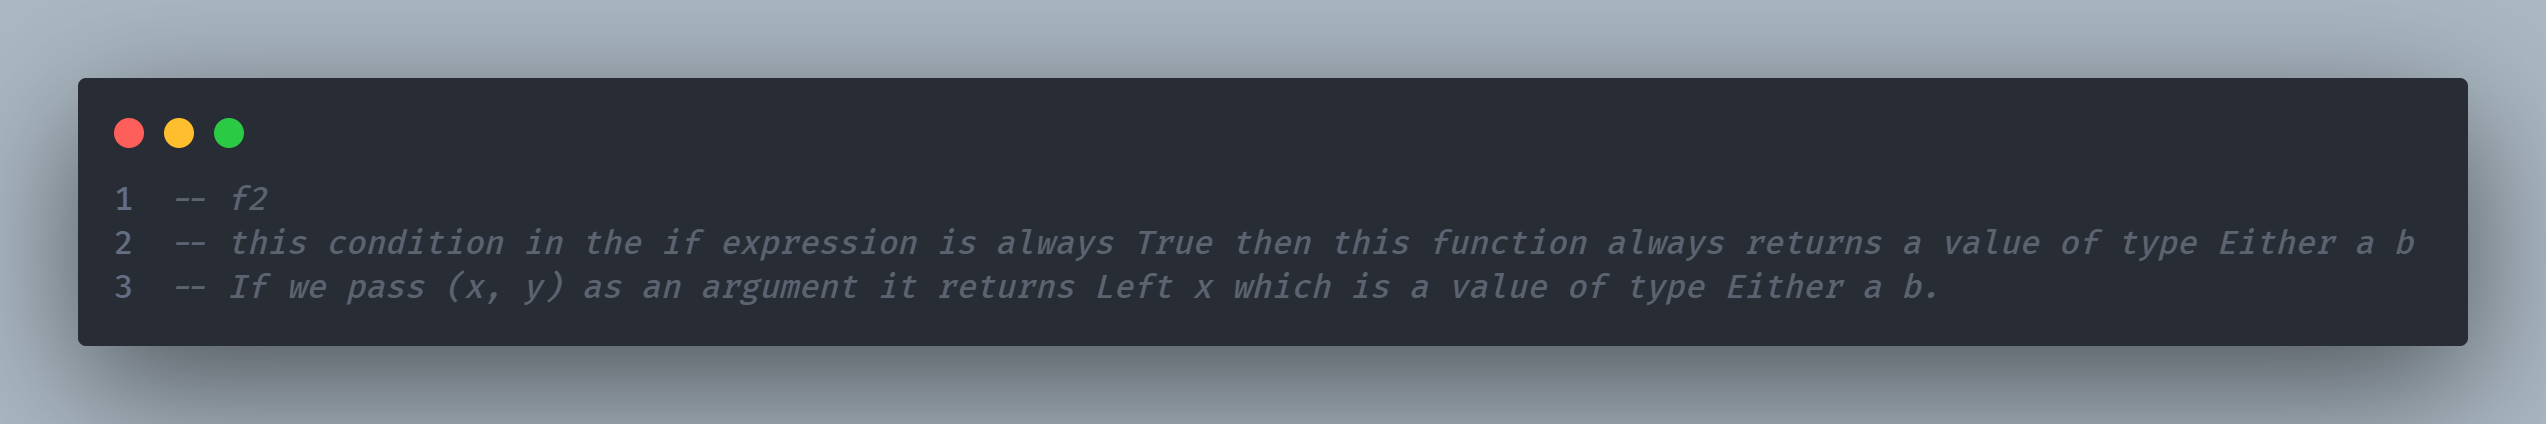 1 -- f2
2 -- this condition in the if expression is always True then this function always returns a value of type Either a b
3 -- If we pass (x, y) as an argument it returns Left x which is a value of type Either a b.